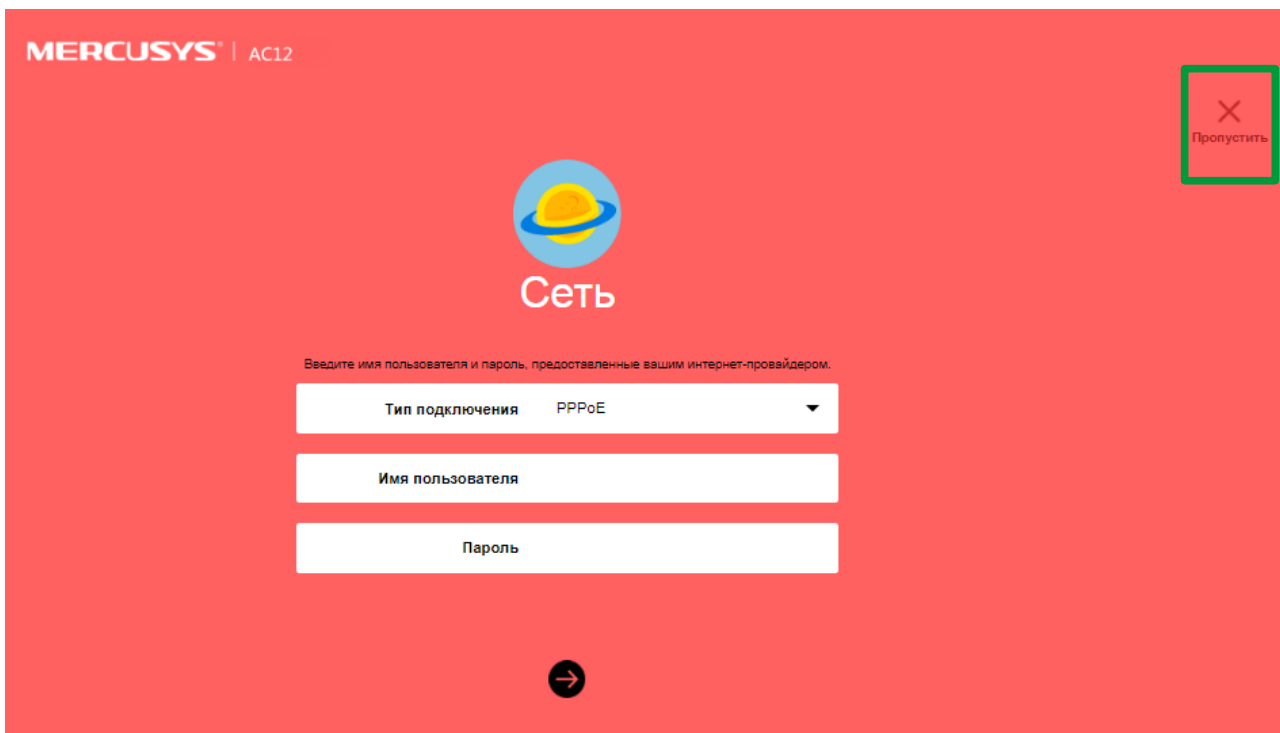 MERCUSYS® | AC12
Пропустить
Сеть
Введите имя пользователя и пароль, предоставленные вашим интернет-провайдером.
Тип подключения PPPoE
Имя пользователя
Пароль